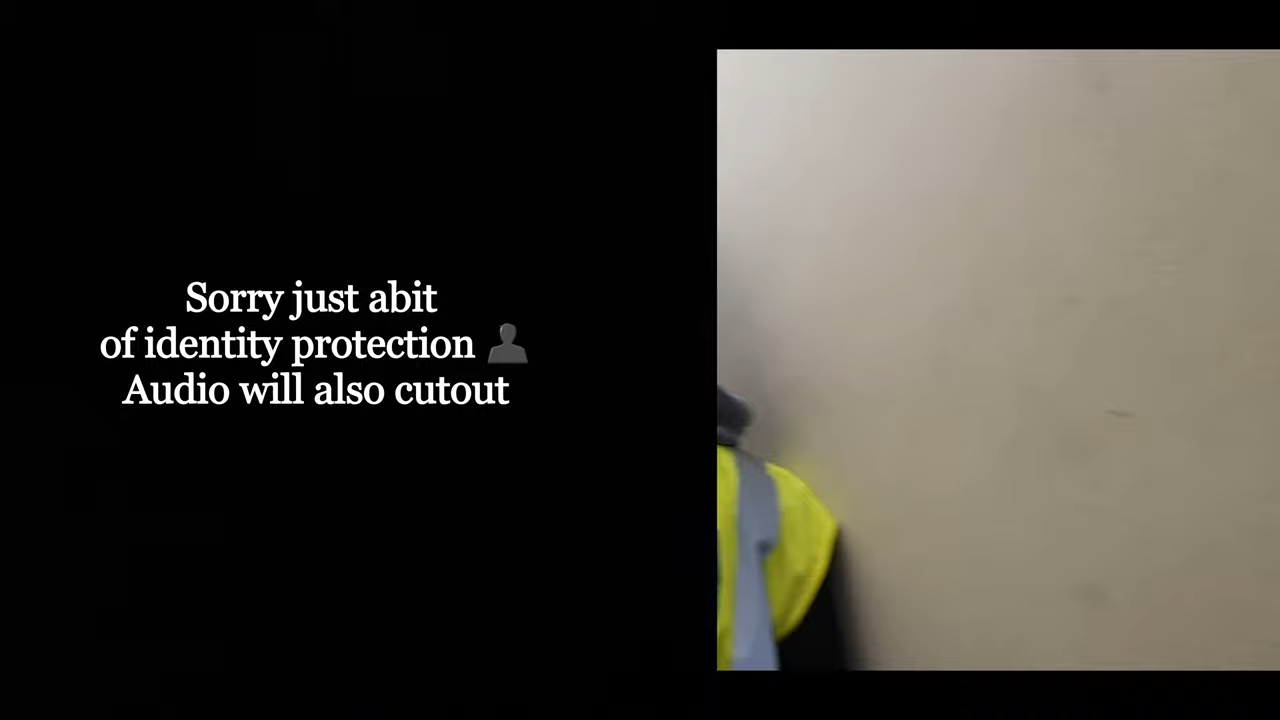 Sorry just abit
of identity protection 👤
Audio will also cutout